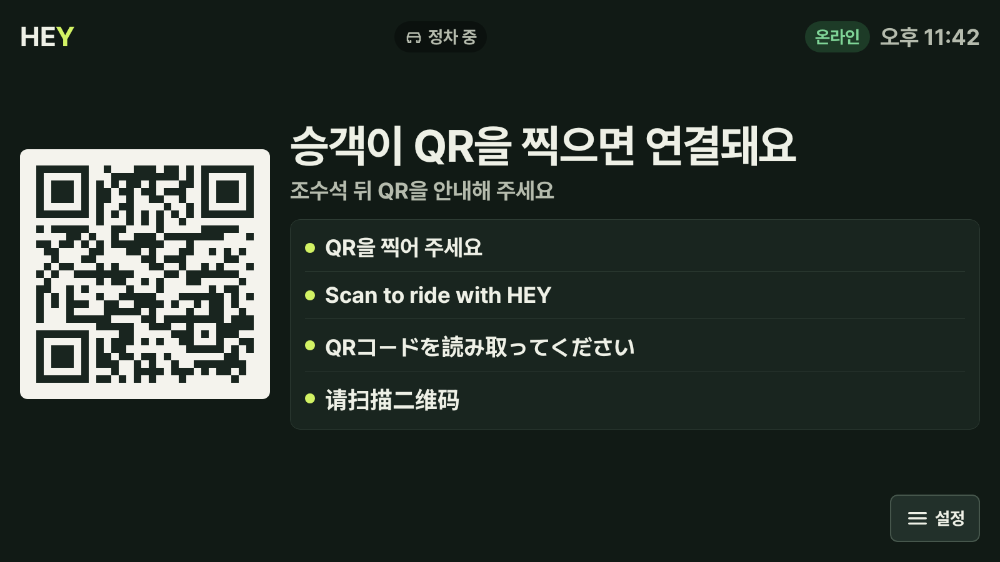 HEY
정차 중
온라인
오후 11:42
승객이 QR을 찍으면 연결돼요
조수석 뒤 QR을 안내해 주세요
QR을 찍어 주세요
Scan to ride with HEY
QRコードを読み取ってください
请扫描二维码
설정